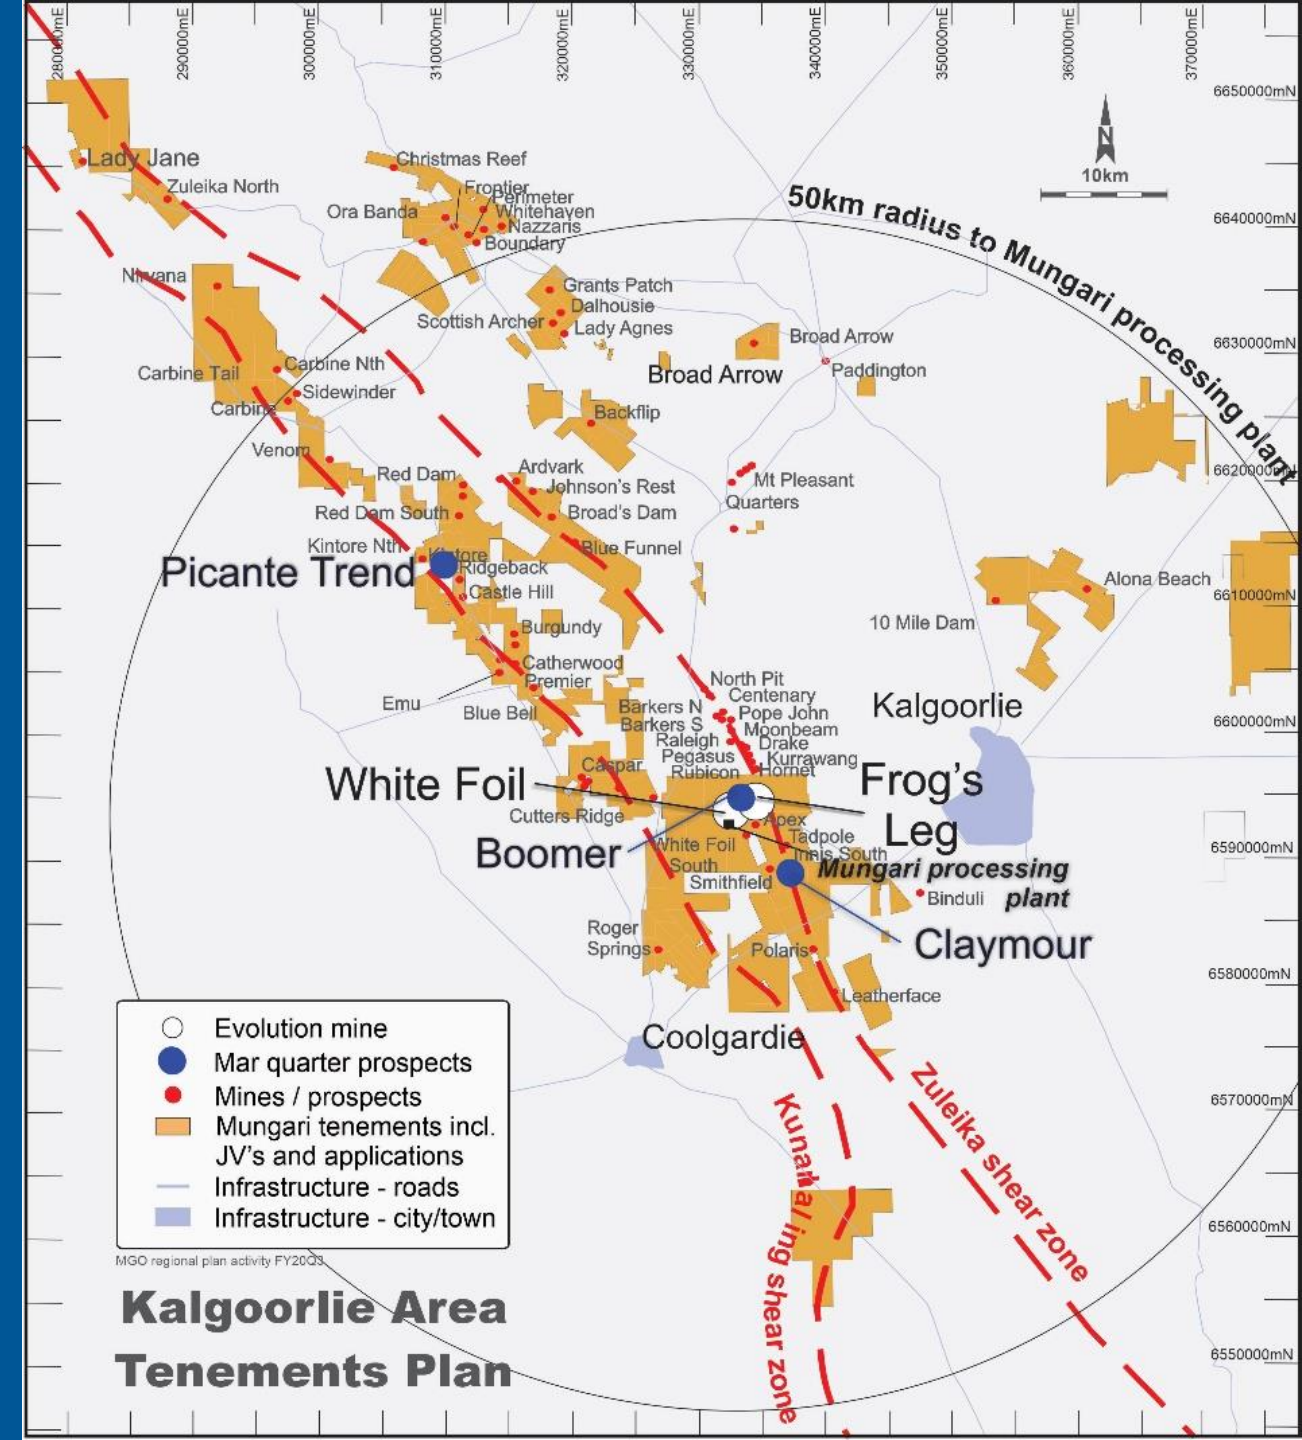 280000mE
290000mE
300000mE
310000mE
320000mE
330000mE
340000mE
350000mE
360000mE
370000mE
6650000mN
N
10km
Lady Jane
Christmas Reef
Zuleika North
Frontier
Perimeter
Ora Banda
Whitehaven
Nazzaris
Boundary
50km radius to Mungari processing plant
6640000mN
Nirvana
Grants Patch
Dalhousie
Scottish Archer
Lady Agnes
Broad Arrow
6630000mN
Carbine Nth
Carbine Tail
Broad Arrow
Paddington
Sidewinder
Carbine
Backflip
Venom
Red Dam
Ardvark
6620000mN
Johnson's Rest
Mt Pleasant
Quarters
Red Dam South
Broad's Dam
Kintore Nth
Kintore
Blue Funnel
Picante Trend
Ridgeback
Castle Hill
Alona Beach
6610000mN
10 Mile Dam
Burgundy
Catherwood
Premier
North Pit
Centenary
Emu
Blue Bell
Barkers N
Pope John
Kalgoorlie
6600000mN
Barkers S
Moonbeam
Raleigh
Drake
Pegasus
Kurrawang
Caspar
Rubicon
Hornet
White Foil
Frog's
Leg
Cutters Ridge
Apex
Tadpole
Boomer
White Foil
South
Innis South
6590000mN
Mungari processing
plant
Smithfield
Binduli
Roger
Springs
Polaris
Claymour
6580000mN
Leatherface
Coolgardie
Evolution mine
Mar quarter prospects
Mines / prospects
Mungari tenements incl.
JV's and applications
Infrastructure - roads
Infrastructure - city/town
Zuleika shear zone
Kunanaling shear zone
6570000mN
6560000mN
6550000mN
MGO regional plan activity FY20Q3
Kalgoorlie Area
Tenements Plan